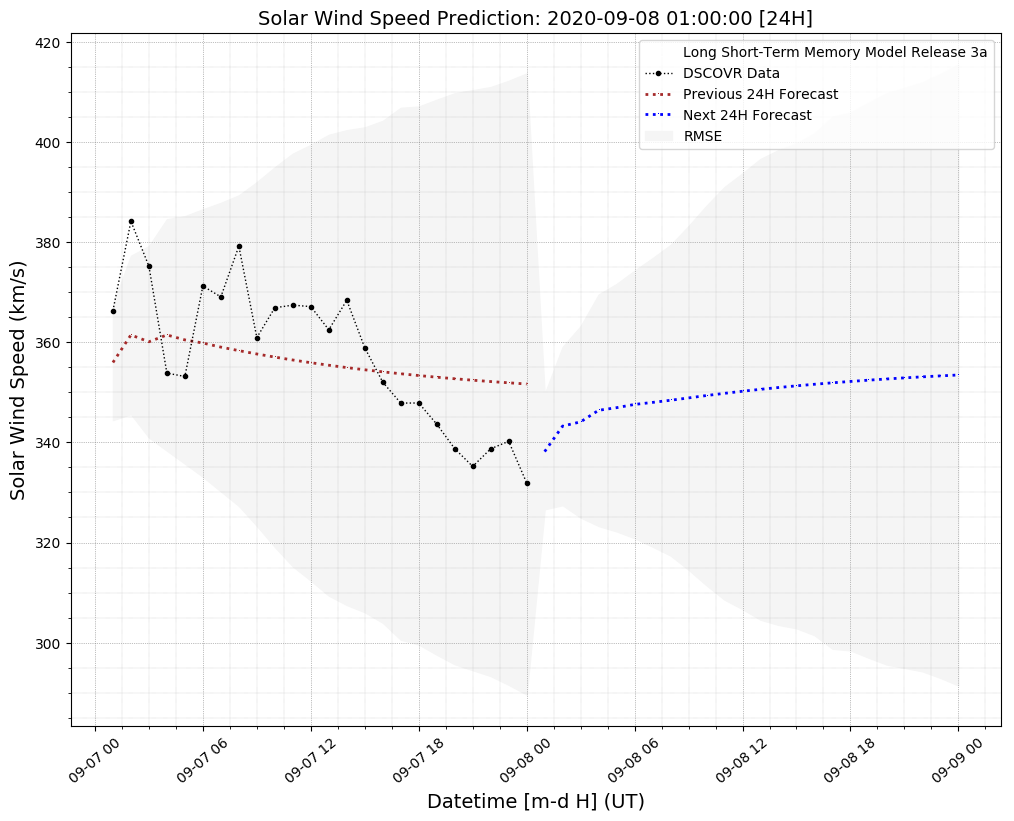 Solar Wind Speed Prediction: 2020-09-08 01:00:00 [24H]
Long Short-Term Memory Model Release 3a
DSCOVR Data
Previous 24H Forecast
Next 24H Forecast
RMSE
Solar Wind Speed (km/s)
420
400
380
360
340
320
300
09-07 00
09-07 06
09-07 12
09-07 18
09-08 00
09-08 06
09-08 12
09-08 18
09-09 00
Datetime [m-d H] (UT)